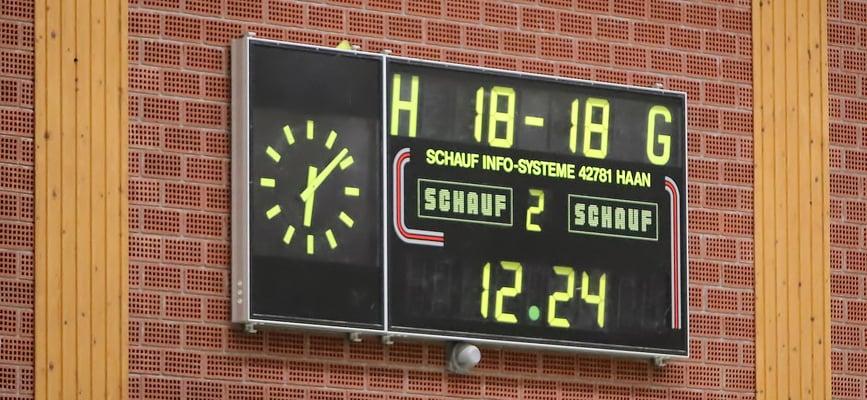 H 18-18 G
SCHAUF INFO-SYSTEME 42781 HAAN
SCHAUF 2 SCHAUF
12.24